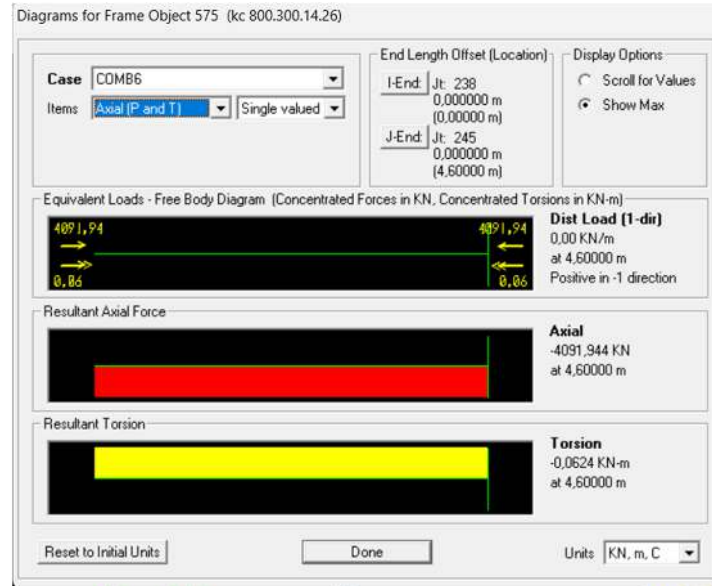 Diagrams for Frame Object 575 (kc 800.300.14.26)
Case COMB6
Items Axial (P and T) Single valued
End Length Offset (Location)
I-End: Jt: 238
0,000000 m
(0,00000 m)
J-End: Jt: 245
0,000000 m
(4,60000 m)
Display Options
Scroll for Values
Show Max
Equivalent Loads - Free Body Diagram (Concentrated Forces in KN, Concentrated Torsions in KN-m)
4091,94 4091,94
0,06 0,06
Dist Load (1-dir)
0,00 KN/m
at 4,60000 m
Positive in -1 direction
Resultant Axial Force
Axial
-4091,944 KN
at 4,60000 m
Resultant Torsion
Torsion
-0,0624 KN-m
at 4,60000 m
Reset to Initial Units Done Units KN, m, C